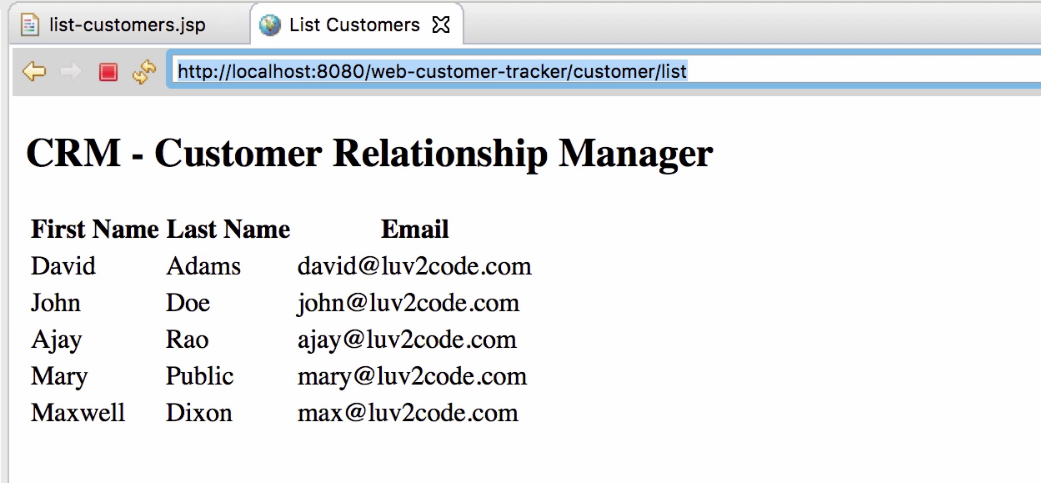 list-customers.jsp
List Customers
http://localhost:8080/web-customer-tracker/customer/list
CRM - Customer Relationship Manager
First Name Last Name Email
David Adams david@luv2code.com
John Doe john@luv2code.com
Ajay Rao ajay@luv2code.com
Mary Public mary@luv2code.com
Maxwell Dixon max@luv2code.com